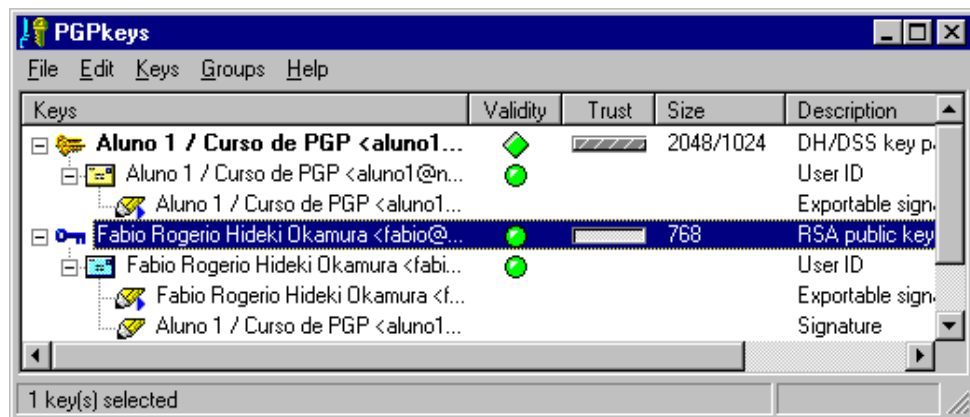 PGPkeys
File Edit Keys Groups Help
Keys Validity Trust Size Description
Aluno 1 / Curso de PGP <aluno1... 2048/1024 DH/DSS key p
Aluno 1 / Curso de PGP <aluno1@n... User ID
Aluno 1 / Curso de PGP <aluno1... Exportable sign
Fabio Rogerio Hideki Okamura <fabio@... 768 RSA public key
Fabio Rogerio Hideki Okamura <fabi... User ID
Fabio Rogerio Hideki Okamura <f... Exportable sign
Aluno 1 / Curso de PGP <aluno1... Signature
1 key(s) selected